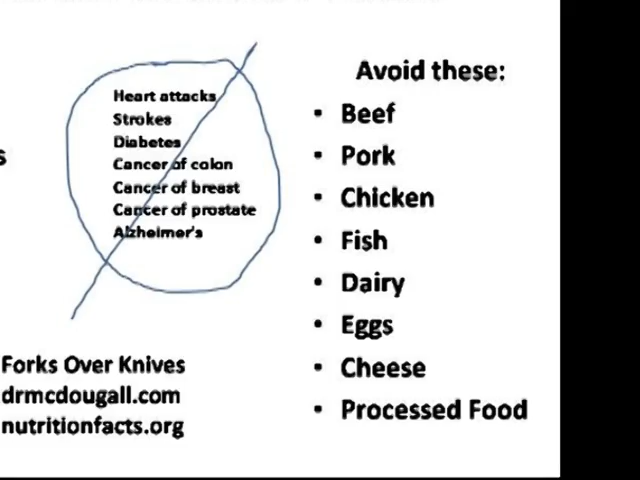 s
Heart attacks
Strokes
Diabetes
Cancer of colon
Cancer of breast
Cancer of prostate
Alzheimer's
Forks Over Knives
drmcdougall.com
nutritionfacts.org
Avoid these:
• Beef
• Pork
• Chicken
• Fish
• Dairy
• Eggs
• Cheese
• Processed Food